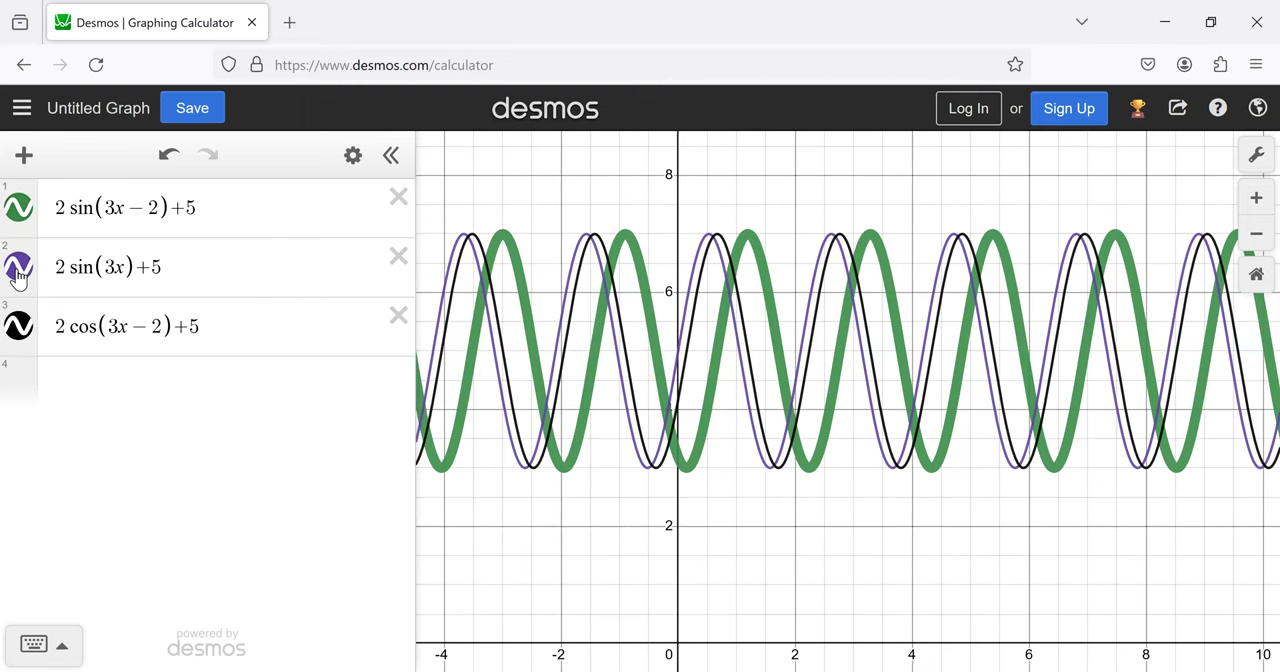 Desmos | Graphing Calculator
https://www.desmos.com/calculator
Untitled Graph Save desmos Log In or Sign Up
1
2 sin(3x − 2)+5
2
2 sin(3x)+5
3
2 cos(3x − 2)+5
4
powered by
desmos
8
6
2
-4 -2 0 2 4 6 8 10